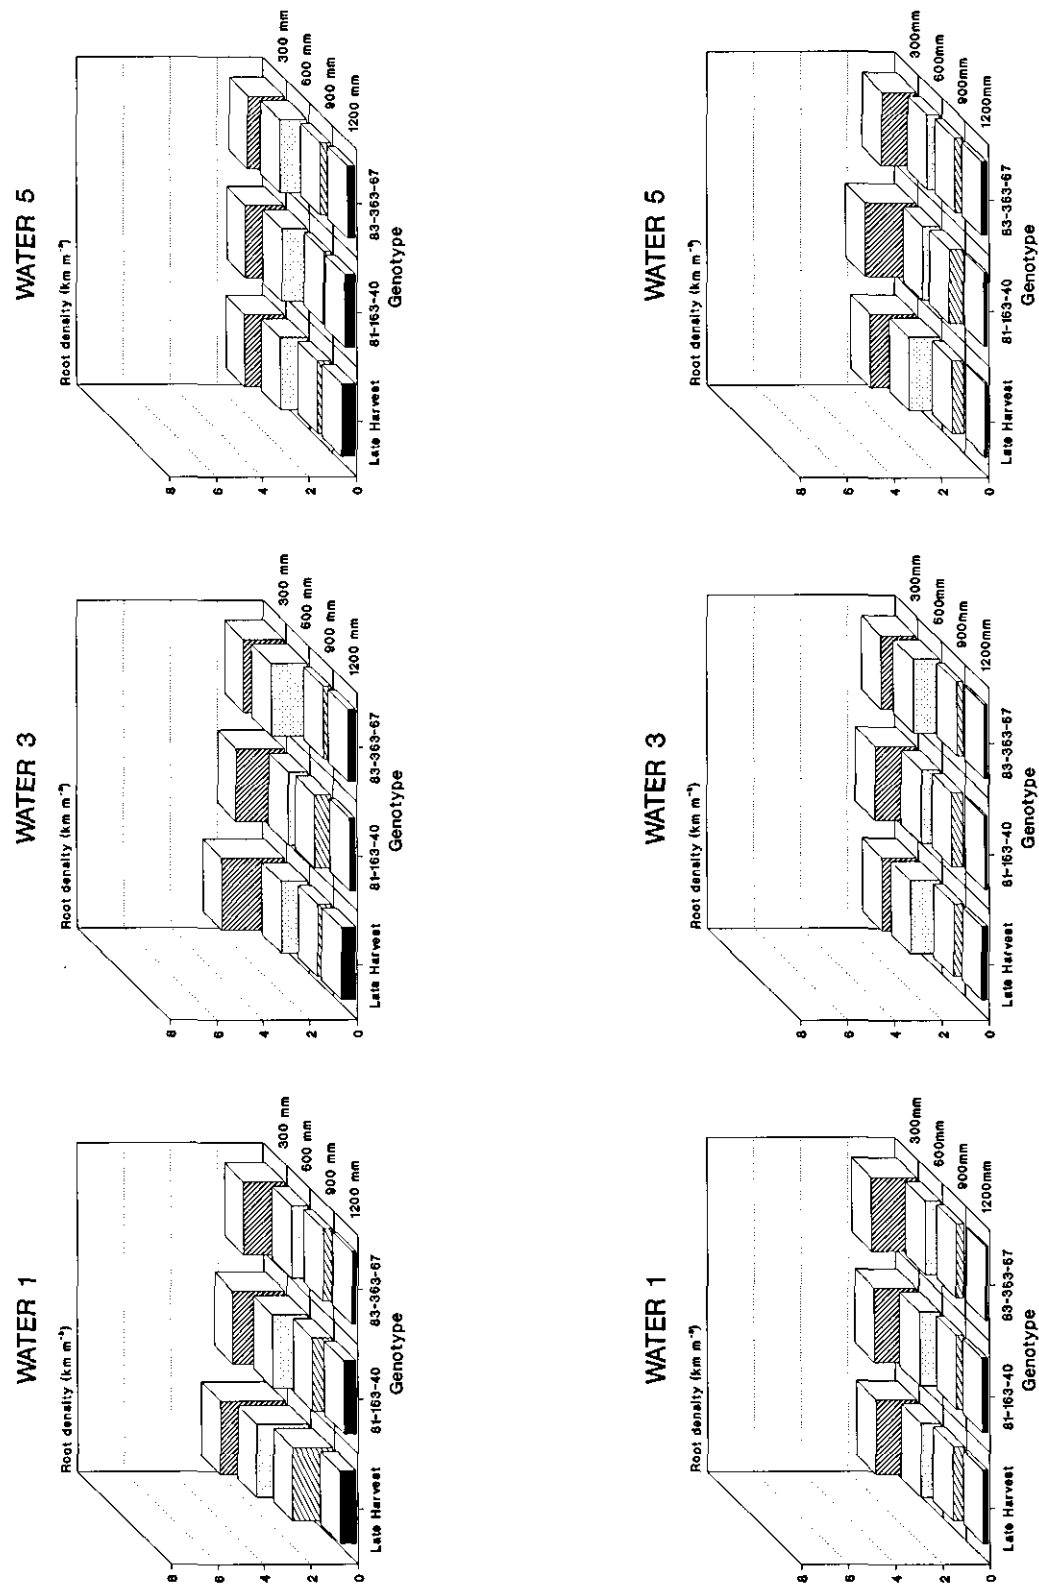 WATER 1
Root density (km m⁻³)
8
6
4
2
0
300 mm
600 mm
900 mm
1200 mm
Late Harvest 81-163-40 83-363-67
Genotype
WATER 3
Root density (km m⁻³)
8
6
4
2
0
300 mm
600 mm
900 mm
1200 mm
Late Harvest 81-163-40 83-363-67
Genotype
WATER 5
Root density (km m⁻³)
8
6
4
2
0
300 mm
600 mm
900 mm
1200 mm
Late Harvest 81-163-40 83-363-67
Genotype
WATER 1
Root density (km m⁻³)
8
6
4
2
0
300mm
600mm
900mm
1200mm
Late Harvest 81-163-40 83-363-67
Genotype
WATER 3
Root density (km m⁻³)
8
6
4
2
0
300mm
600mm
900mm
1200mm
Late Harvest 81-163-40 83-363-67
Genotype
WATER 5
Root density (km m⁻³)
8
6
4
2
0
300mm
600mm
900mm
1200mm
Late Harvest 81-163-40 83-363-67
Genotype